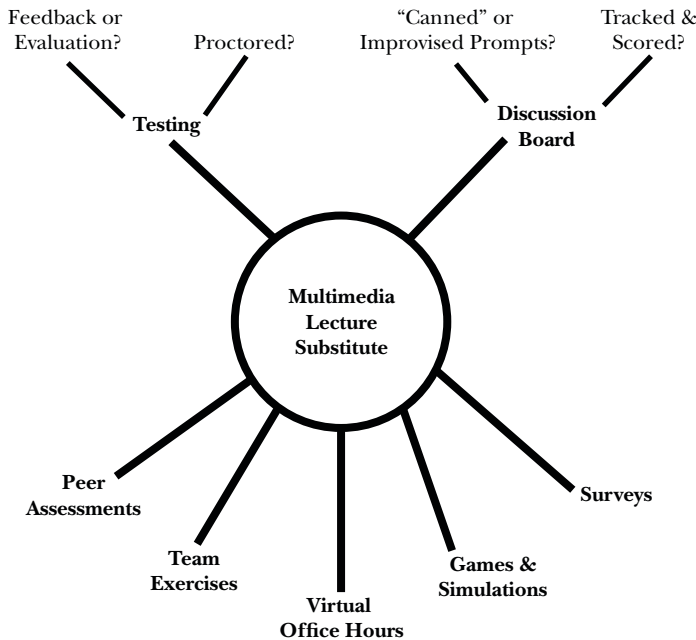 Feedback or
Evaluation?
Proctored?
“Canned” or
Improvised Prompts?
Tracked &
Scored?
Testing
Discussion
Board
Multimedia
Lecture
Substitute
Peer
Assessments
Team
Exercises
Virtual
Office Hours
Games &
Simulations
Surveys